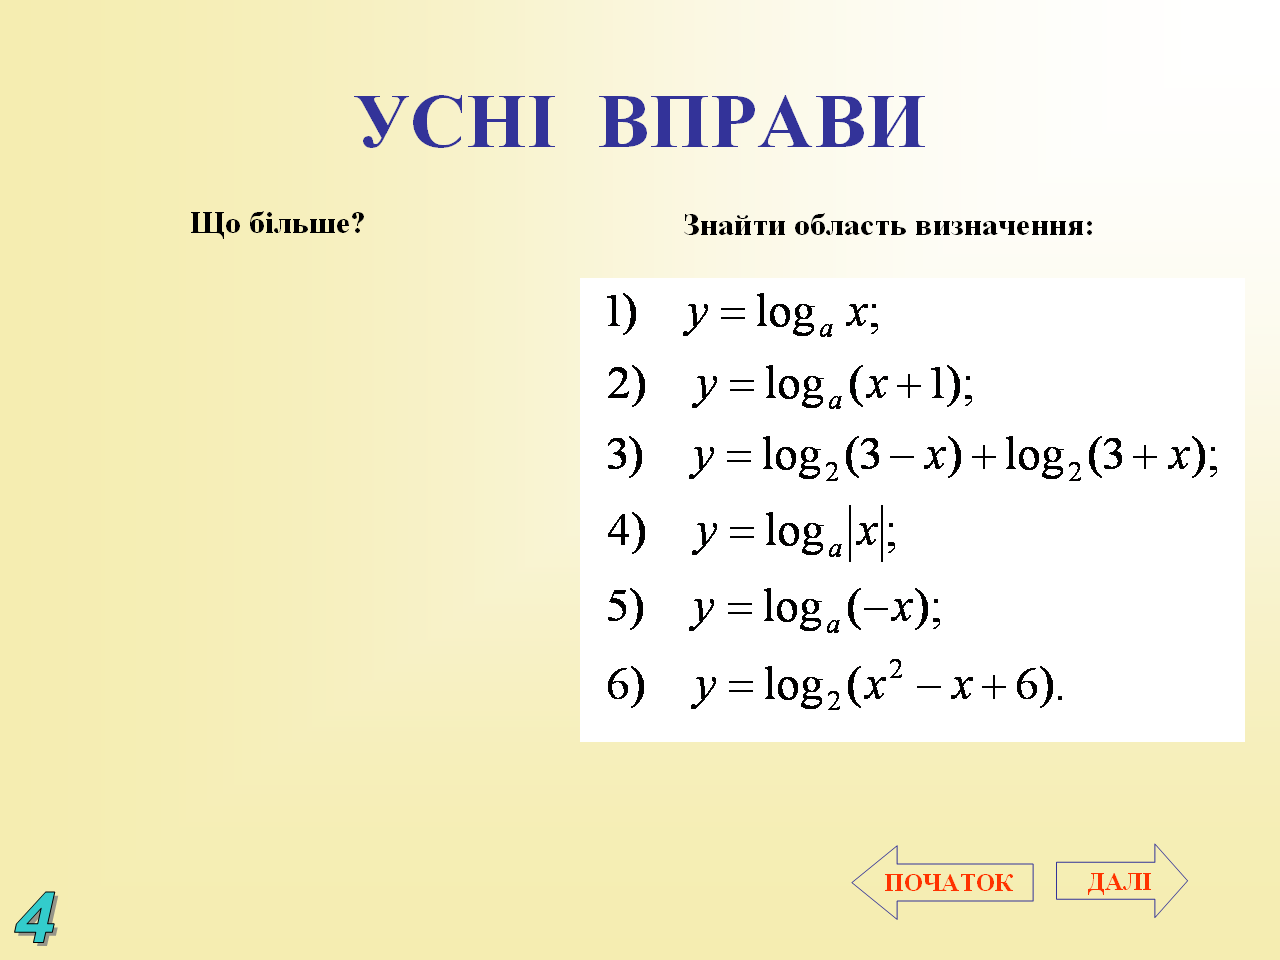 УСНІ ВПРАВИ
Що більше?
Знайти область визначення:
1) y = log_a x;
2) y = log_a (x + 1);
3) y = log_2 (3 − x) + log_2 (3 + x);
4) y = log_a |x|;
5) y = log_a (−x);
6) y = log_2 (x² − x + 6).
ПОЧАТОК
ДАЛІ
4